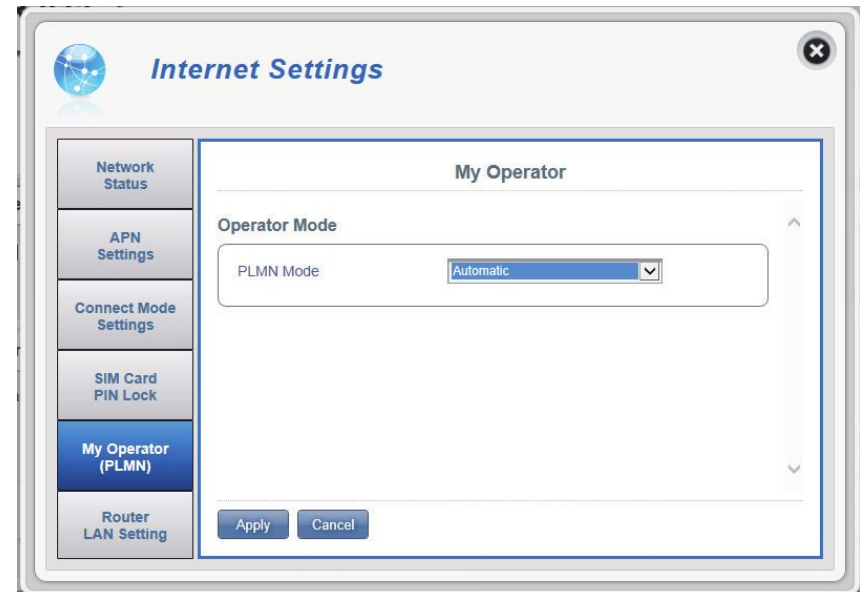 Internet Settings
Network
Status
APN
Settings
Connect Mode
Settings
SIM Card
PIN Lock
My Operator
(PLMN)
Router
LAN Setting
My Operator
Operator Mode
PLMN Mode
Automatic
Apply
Cancel